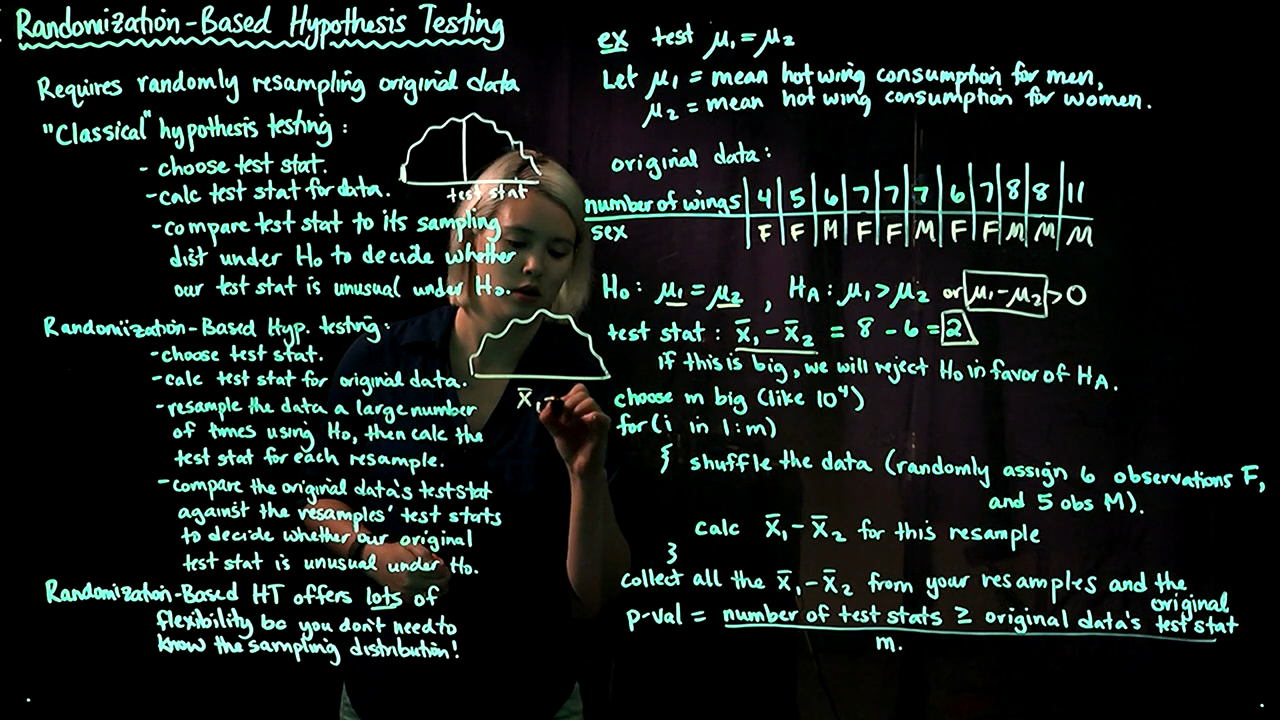 Randomization-Based Hypothesis Testing
Requires randomly resampling original data
"Classical" hypothesis testing:
- choose test stat.
- calc test stat for data.
- compare test stat to its sampling
dist under H₀ to decide whether
our test stat is unusual under H₀.
test stat
Randomiization-Based Hyp. testing:
- choose test stat.
- calc test stat for original data.
- resample the data a large number
of times using H₀, then calc the
test stat for each resample.
- compare the original data's test stat
against the resamples' test stats
to decide whether our original
test stat is unusual under H₀.
Randomization-Based HT offers lots of
flexibility bc you don't need to
know the sampling distribution!
x̄₁-
ex test μ₁=μ₂
Let μ₁ = mean hot wing consumption for men,
μ₂ = mean hot wing consumption for women.
original data:
number of wings | 4 | 5 | 6 | 7 | 7 | 7 | 6 | 7 | 8 | 8 | 11
sex | F | F | M | F | F | M | F | F | M | M | M
H₀: μ₁=μ₂, H_A: μ₁>μ₂ or μ₁-μ₂>0
test stat: x̄₁-x̄₂ = 8-6=2
if this is big, we will reject H₀ in favor of H_A.
choose m big (like 10⁴)
for(i in 1:m)
{ shuffle the data (randomly assign 6 observations F,
and 5 obs M).
calc x̄₁-x̄₂ for this resample
}
collect all the x̄₁-x̄₂ from your resamples and the
original
p-val = number of test stats ≥ original data's test stat
m.